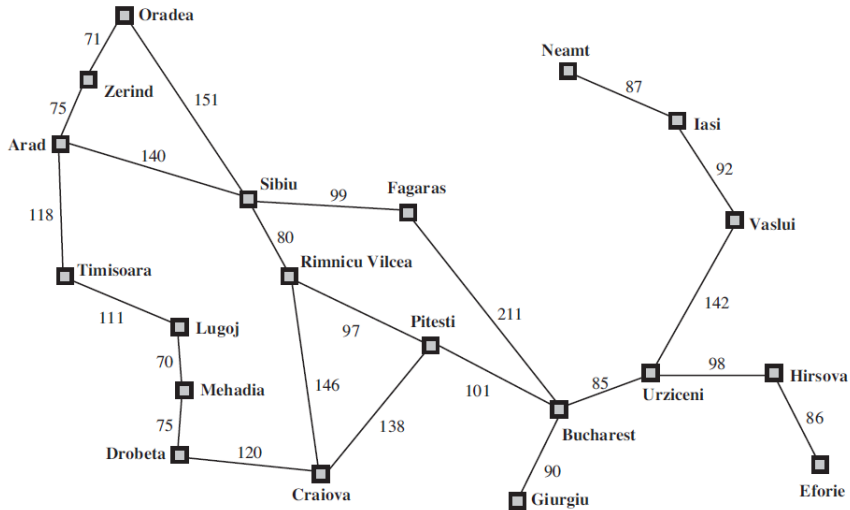 Oradea
71
Neamt
87
Zerind
151
75
Iasi
Arad
140
92
Sibiu
99
Fagaras
118
Vaslui
80
Timisoara
Rimnicu Vilcea
142
111
Lugoj
97
Pitesti
211
70
98
Hirsova
146
101
85
Urziceni
Mehadia
86
75
138
Bucharest
120
Drobeta
90
Eforie
Craiova
Giurgiu